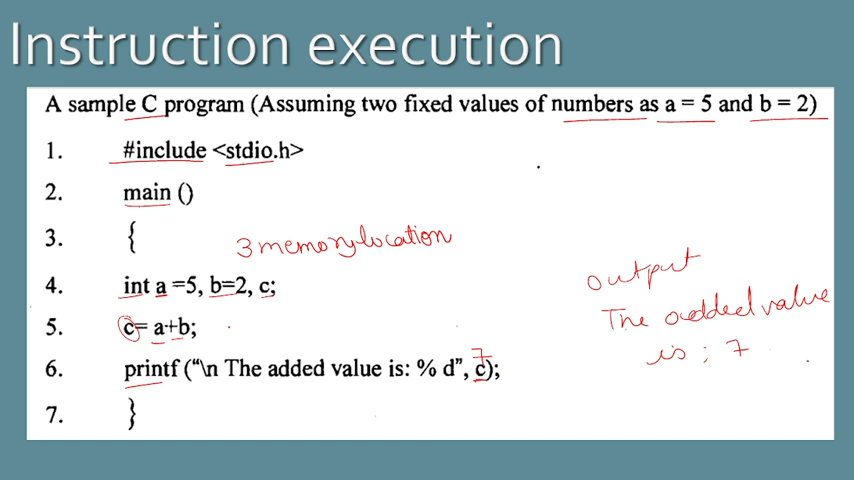 Instruction execution
A sample C program (Assuming two fixed values of numbers as a = 5 and b = 2)
1. #include <stdio.h>
2. main ()
3. {
3 memory location
4. int a =5, b=2, c;
5. c= a+b;
7
6. printf ("\n The added value is: % d", c);
7. }
output
The added value
is ; 7